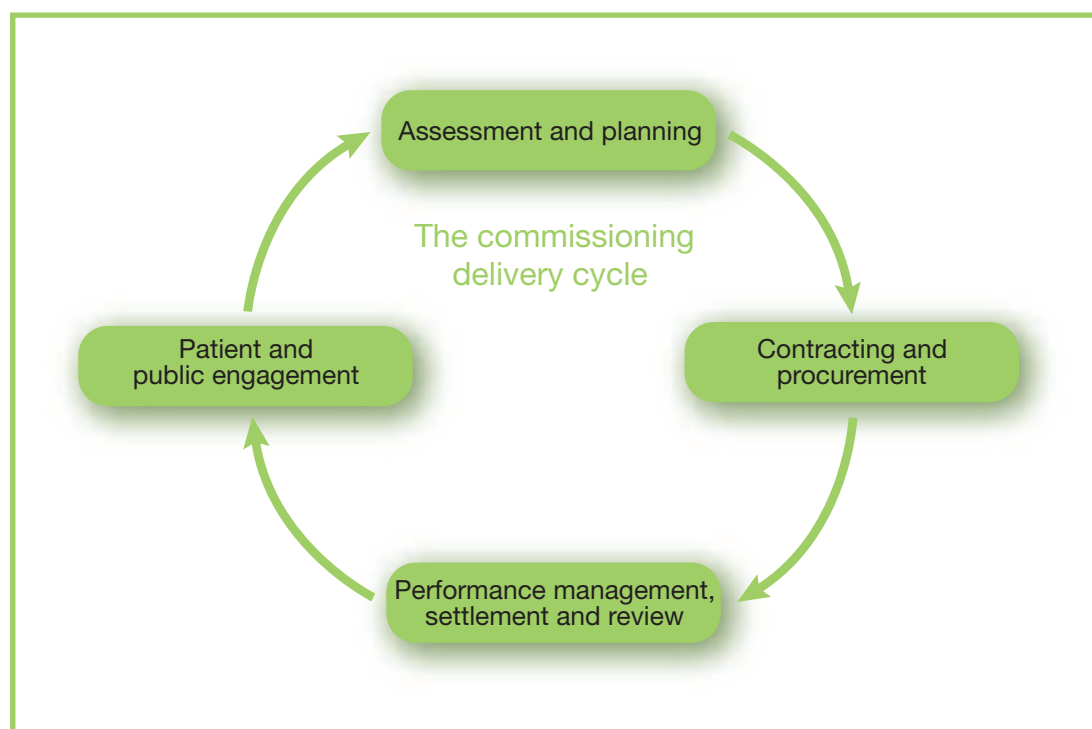 Assessment and planning
The commissioning
delivery cycle
Patient and
public engagement
Contracting and
procurement
Performance management,
settlement and review